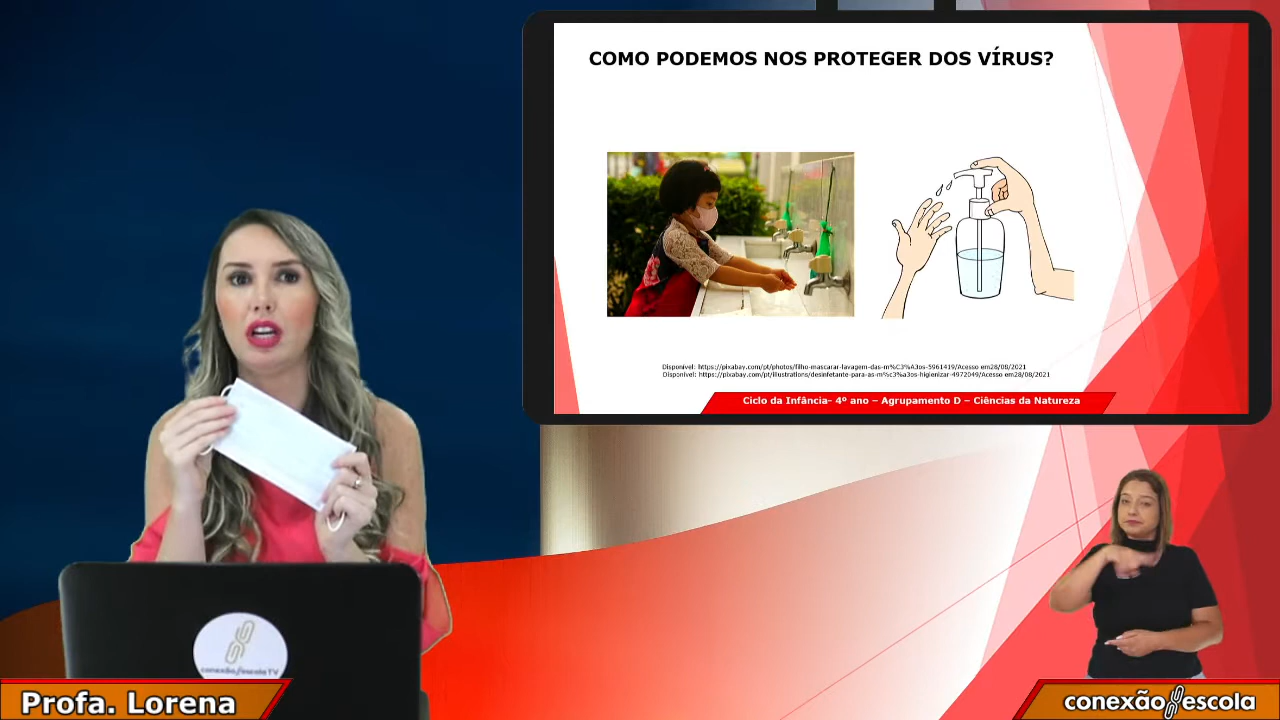 COMO PODEMOS NOS PROTEGER DOS VÍRUS?
Disponível: https://pixabay.com/pt/photos/filho-mascarar-lavagem-das-m%C3%A3os-5961419/Acesso em28/08/2021
Disponível: https://pixabay.com/pt/illustrations/desinfetante-para-as-m%c3%a3os-higienizar-4972049/Acesso em28/08/2021
Ciclo da Infância- 4º ano – Agrupamento D – Ciências da Natureza
conexão escola TV
Profa. Lorena
conexão escola